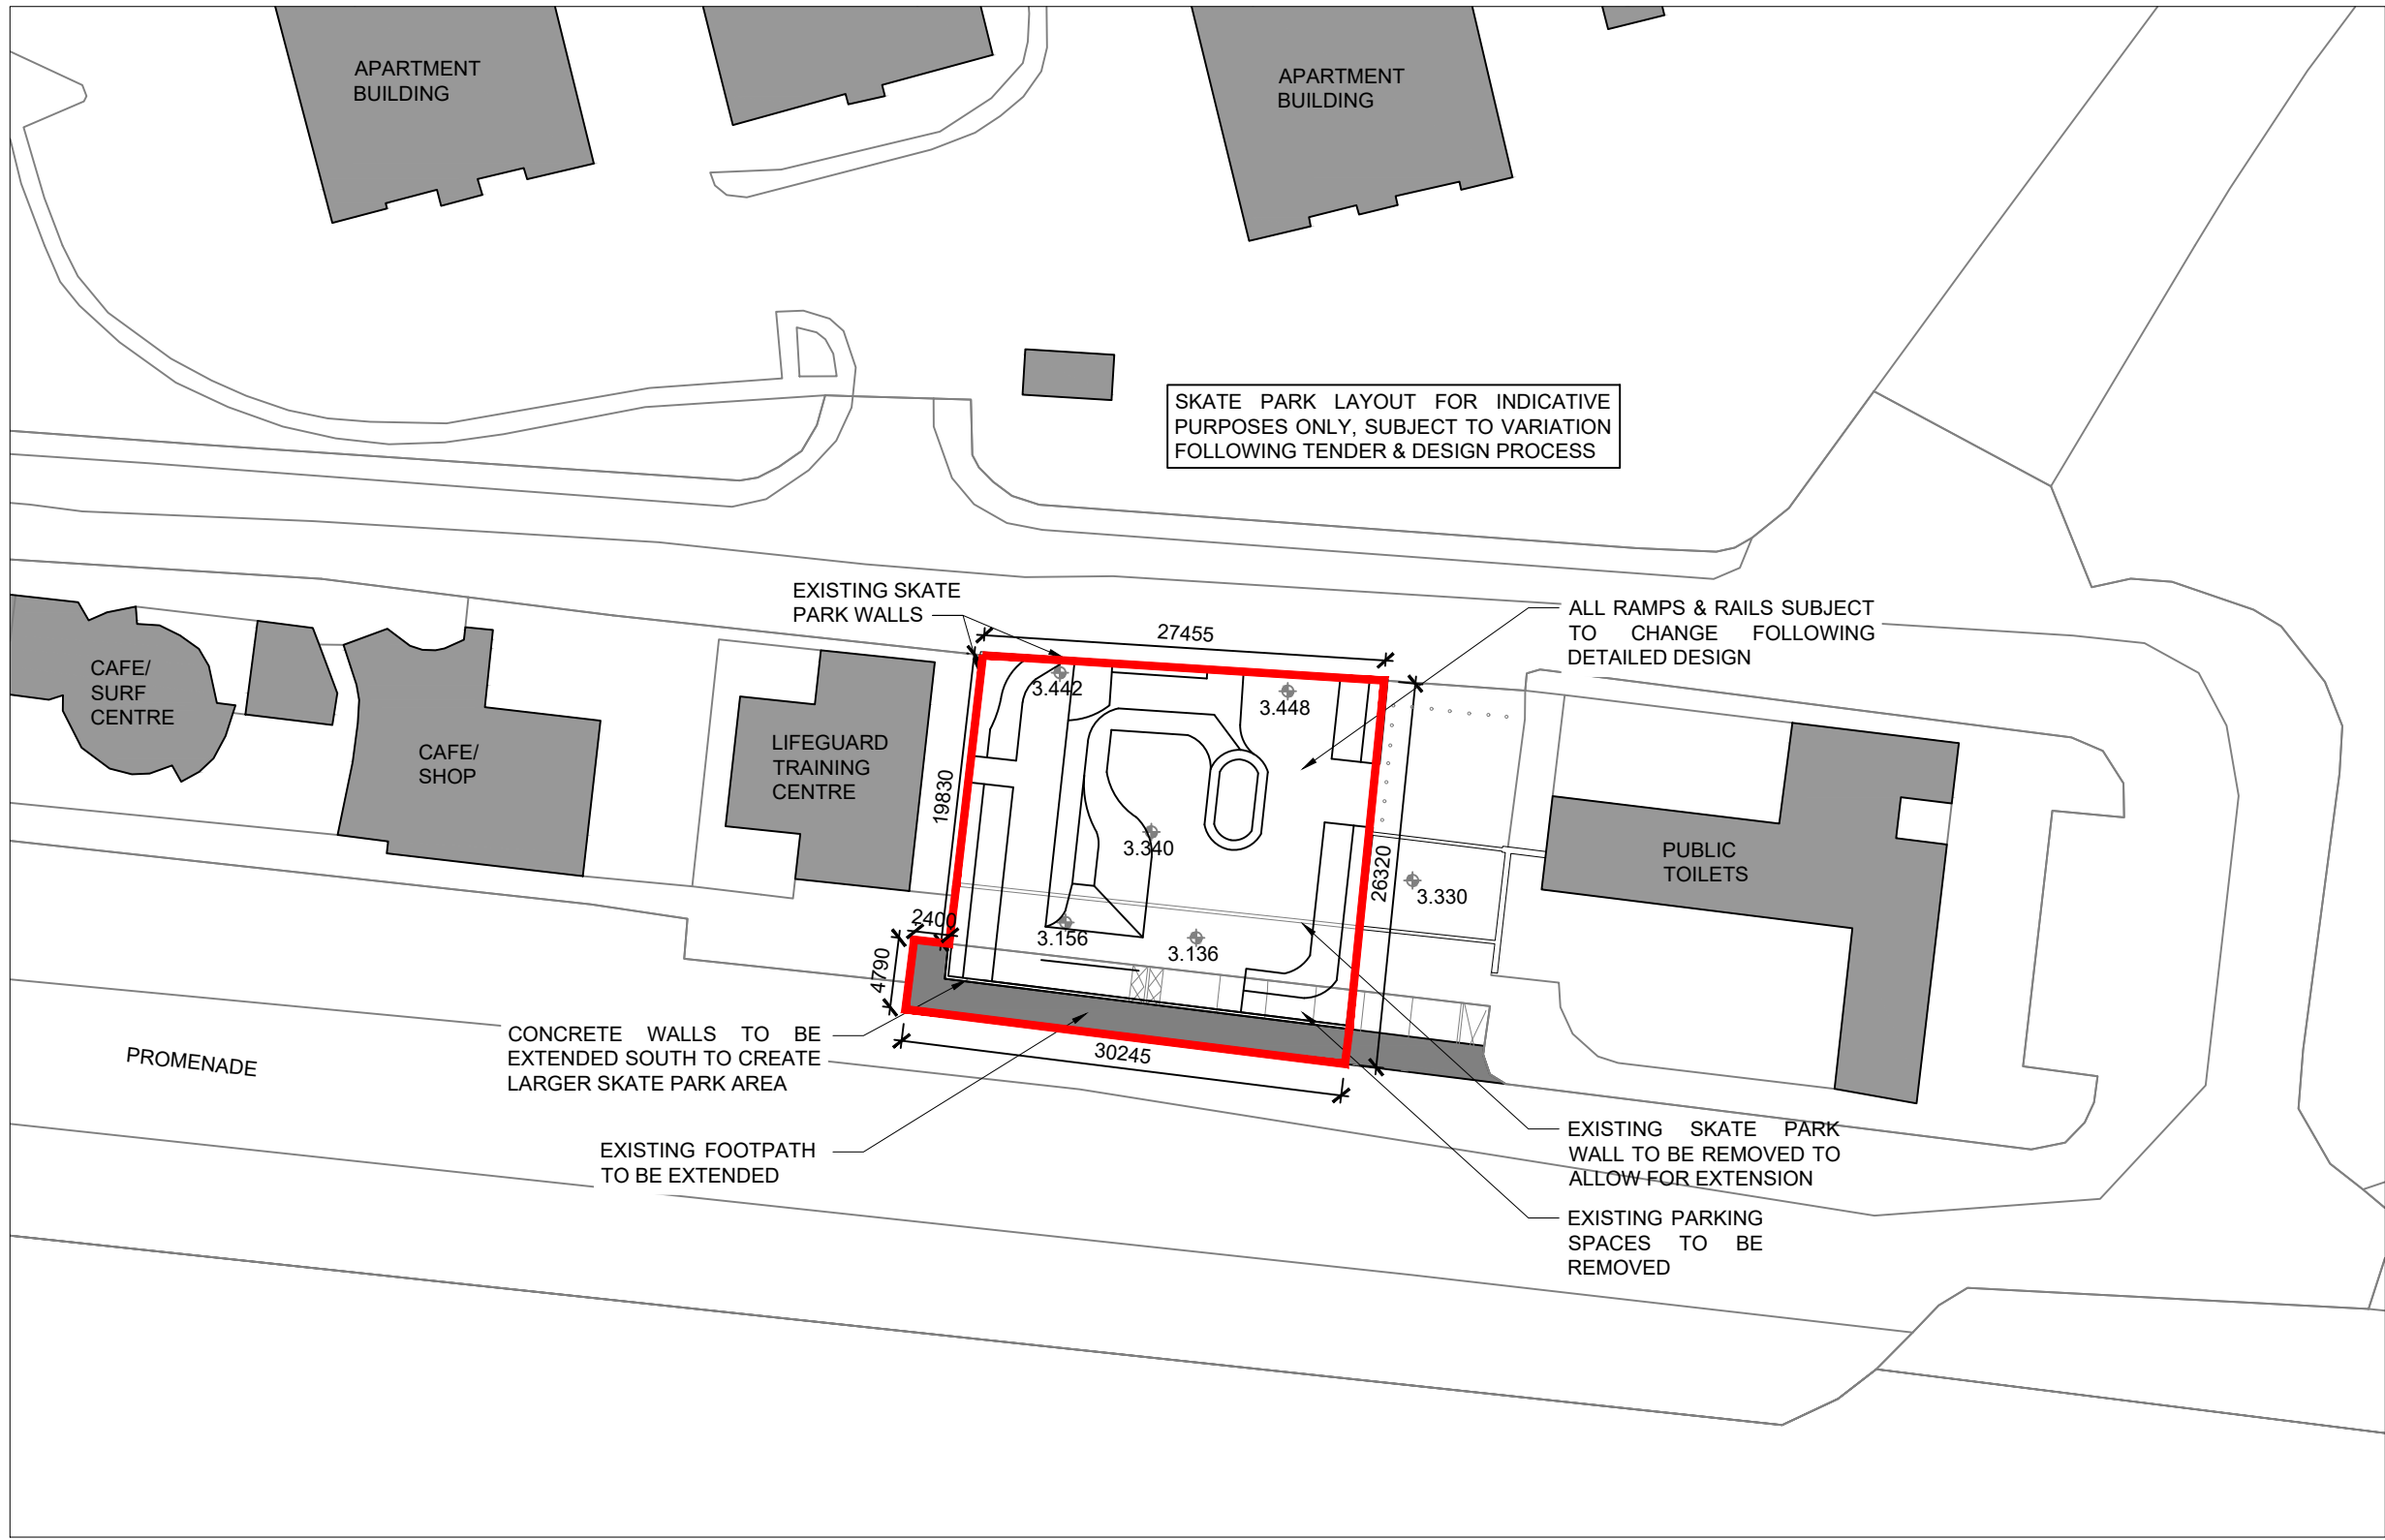 APARTMENT
BUILDING
APARTMENT
BUILDING
SKATE PARK LAYOUT FOR INDICATIVE
PURPOSES ONLY, SUBJECT TO VARIATION
FOLLOWING TENDER & DESIGN PROCESS
EXISTING SKATE
PARK WALLS
27455
ALL RAMPS & RAILS SUBJECT
TO CHANGE FOLLOWING
DETAILED DESIGN
CAFE/
SURF
CENTRE
CAFE/
SHOP
LIFEGUARD
TRAINING
CENTRE
3.442
3.448
19830
3.340
26320
3.330
PUBLIC
TOILETS
2400
3.156
3.136
4790
CONCRETE WALLS TO BE
EXTENDED SOUTH TO CREATE
LARGER SKATE PARK AREA
30245
PROMENADE
EXISTING FOOTPATH
TO BE EXTENDED
EXISTING SKATE PARK
WALL TO BE REMOVED TO
ALLOW FOR EXTENSION
EXISTING PARKING
SPACES TO BE
REMOVED